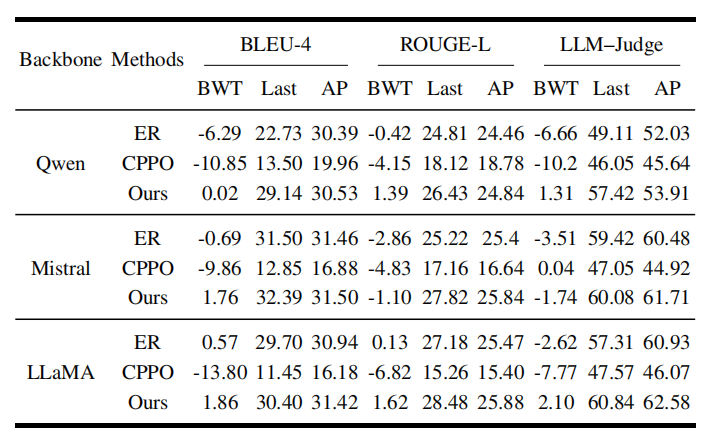 BLEU-4 ROUGE-L LLM–Judge
Backbone Methods
BWT Last AP BWT Last AP BWT Last AP
ER -6.29 22.73 30.39 -0.42 24.81 24.46 -6.66 49.11 52.03
Qwen CPPO -10.85 13.50 19.96 -4.15 18.12 18.78 -10.2 46.05 45.64
Ours 0.02 29.14 30.53 1.39 26.43 24.84 1.31 57.42 53.91
ER -0.69 31.50 31.46 -2.86 25.22 25.4 -3.51 59.42 60.48
Mistral CPPO -9.86 12.85 16.88 -4.83 17.16 16.64 0.04 47.05 44.92
Ours 1.76 32.39 31.50 -1.10 27.82 25.84 -1.74 60.08 61.71
ER 0.57 29.70 30.94 0.13 27.18 25.47 -2.62 57.31 60.93
LLaMA CPPO -13.80 11.45 16.18 -6.82 15.26 15.40 -7.77 47.57 46.07
Ours 1.86 30.40 31.42 1.62 28.48 25.88 2.10 60.84 62.58